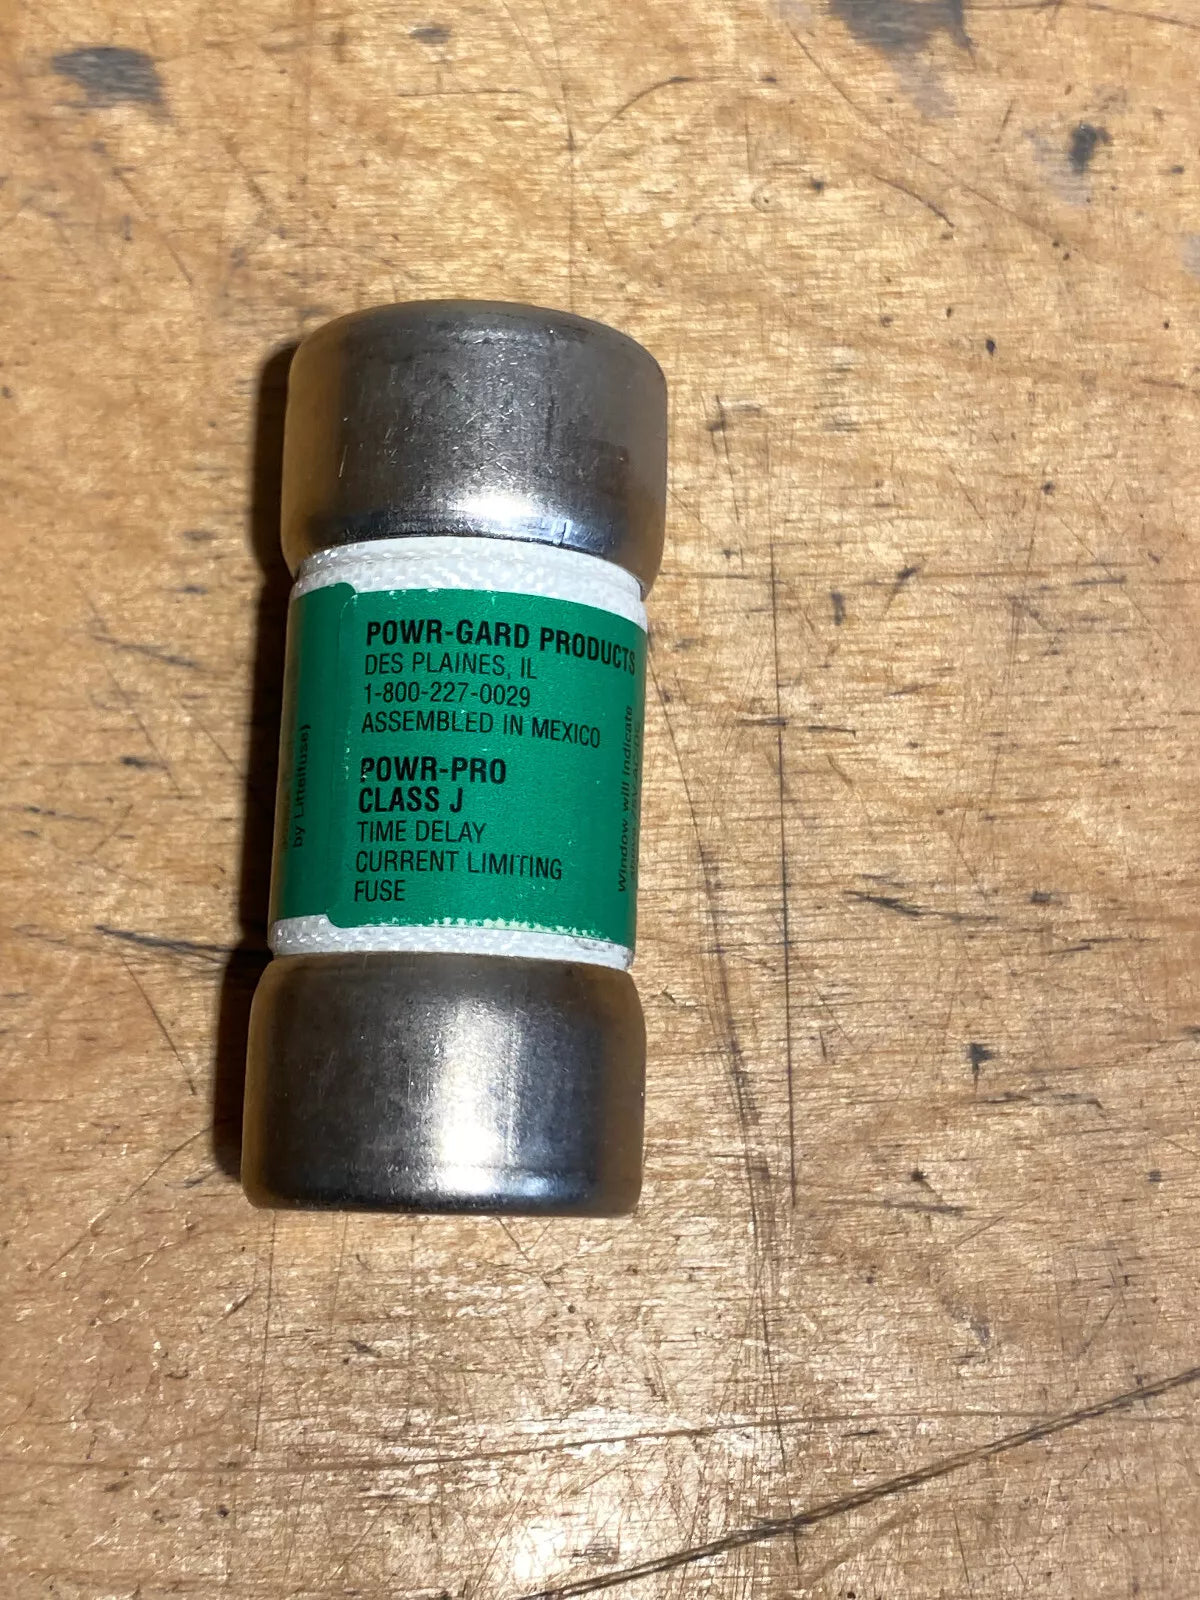 POWR-GARD PRODUCTS
DES PLAINES, IL
1-800-227-0029
ASSEMBLED IN MEXICO
POWR-PRO
CLASS J
TIME DELAY
CURRENT LIMITING
FUSE
by Littelfuse)
Window will indicate